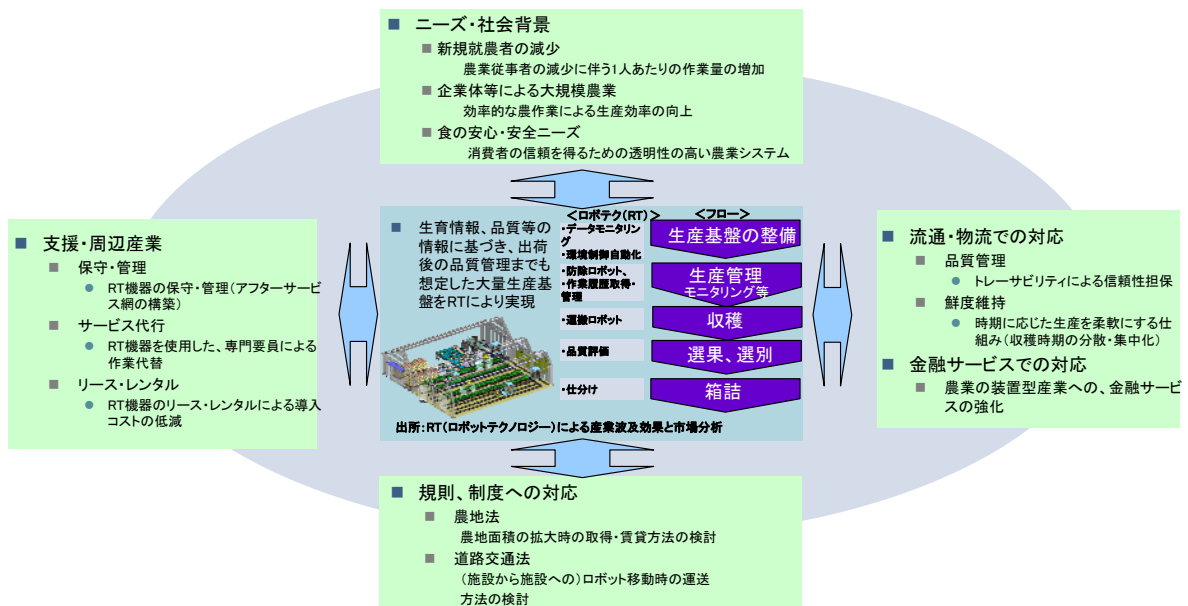 ■ ニーズ・社会背景
■ 新規就農者の減少
農業従事者の減少に伴う1人あたりの作業量の増加
■ 企業体等による大規模農業
効率的な農作業による生産効率の向上
■ 食の安心・安全ニーズ
消費者の信頼を得るための透明性の高い農業システム
■ 支援・周辺産業
■ 保守・管理
● RT機器の保守・管理(アフターサービ
ス網の構築)
■ サービス代行
● RT機器を使用した、専門要員による
作業代替
■ リース・レンタル
● RT機器のリース・レンタルによる導入
コストの低減
■ 生育情報、品質等の
情報に基づき、出荷
後の品質管理までも
想定した大量生産基
盤をRTにより実現
<ロボテク(RT)>
・データモニタリン
グ
・環境制御自動化
・防除ロボット、
・作業履歴取得・
管理
・運搬ロボット
・品質評価
・仕分け
<フロー>
生産基盤の整備
生産管理
モニタリング等
収穫
選果、選別
箱詰
出所:RT(ロボットテクノロジー)による産業波及効果と市場分析
■ 流通・物流での対応
■ 品質管理
● トレーサビリティによる信頼性担保
■ 鮮度維持
● 時期に応じた生産を柔軟にする仕
組み(収穫時期の分散・集中化)
■ 金融サービスでの対応
■ 農業の装置型産業への、金融サービ
スの強化
■ 規則、制度への対応
■ 農地法
農地面積の拡大時の取得・賃貸方法の検討
■ 道路交通法
(施設から施設への)ロボット移動時の運送
方法の検討